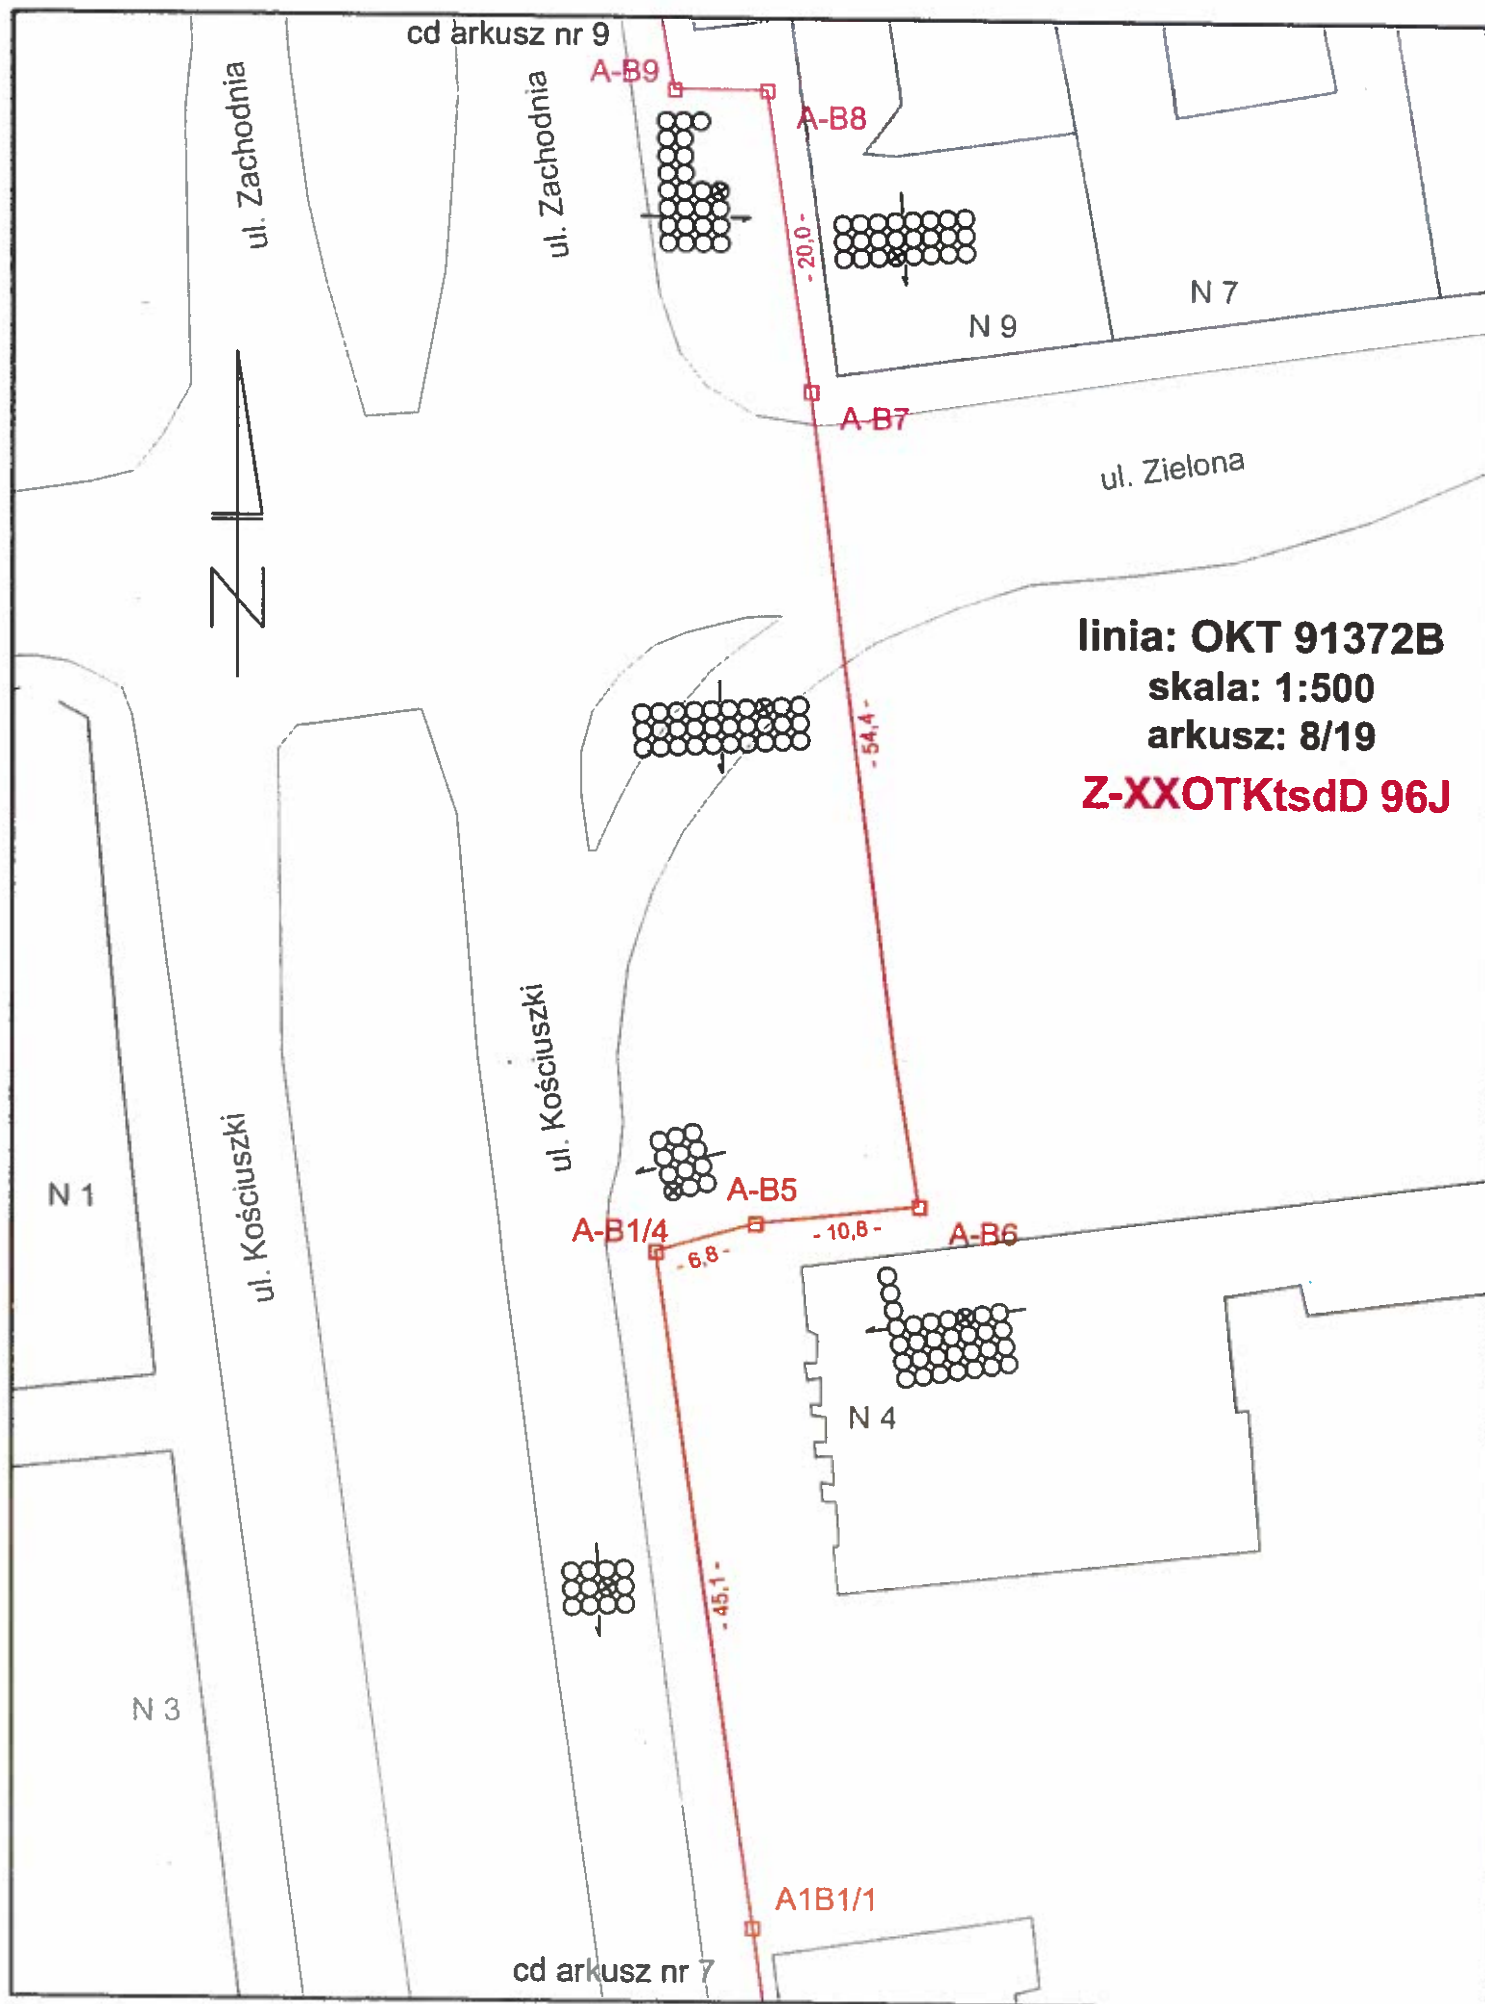 cd arkusz nr 9
A-B9
A-B8
ul. Zachodnia
ul. Zachodnia
- 20,0 -
N 9
N 7
A-B7
ul. Zielona
N
linia: OKT 91372B
skala: 1:500
arkusz: 8/19
Z-XXOTKtsdD 96J
- 54,4 -
ul. Kościuszki
ul. Kościuszki
N 1
A-B5
A-B1/4
- 6,8 -
- 10,8 -
A-B6
N 4
- 45,1 -
N 3
A1B1/1
cd arkusz nr 7